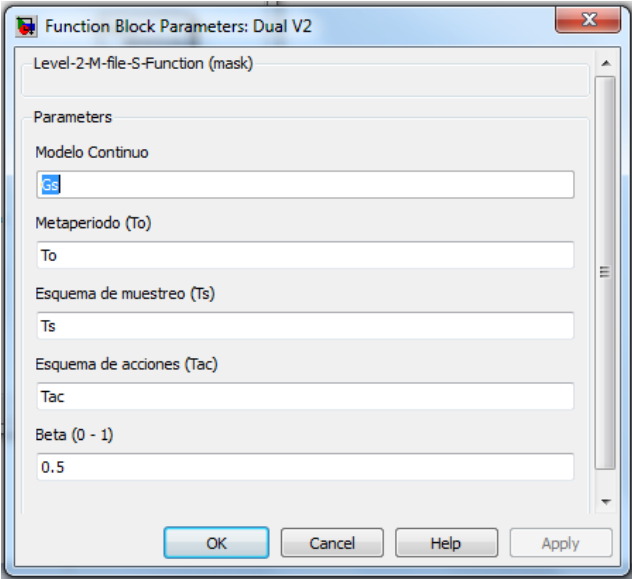 Function Block Parameters: Dual V2
Level-2-M-file-S-Function (mask)
Parameters
Modelo Continuo
Gs
Metaperiodo (To)
To
Esquema de muestreo (Ts)
Ts
Esquema de acciones (Tac)
Tac
Beta (0 - 1)
0.5
OK Cancel Help Apply